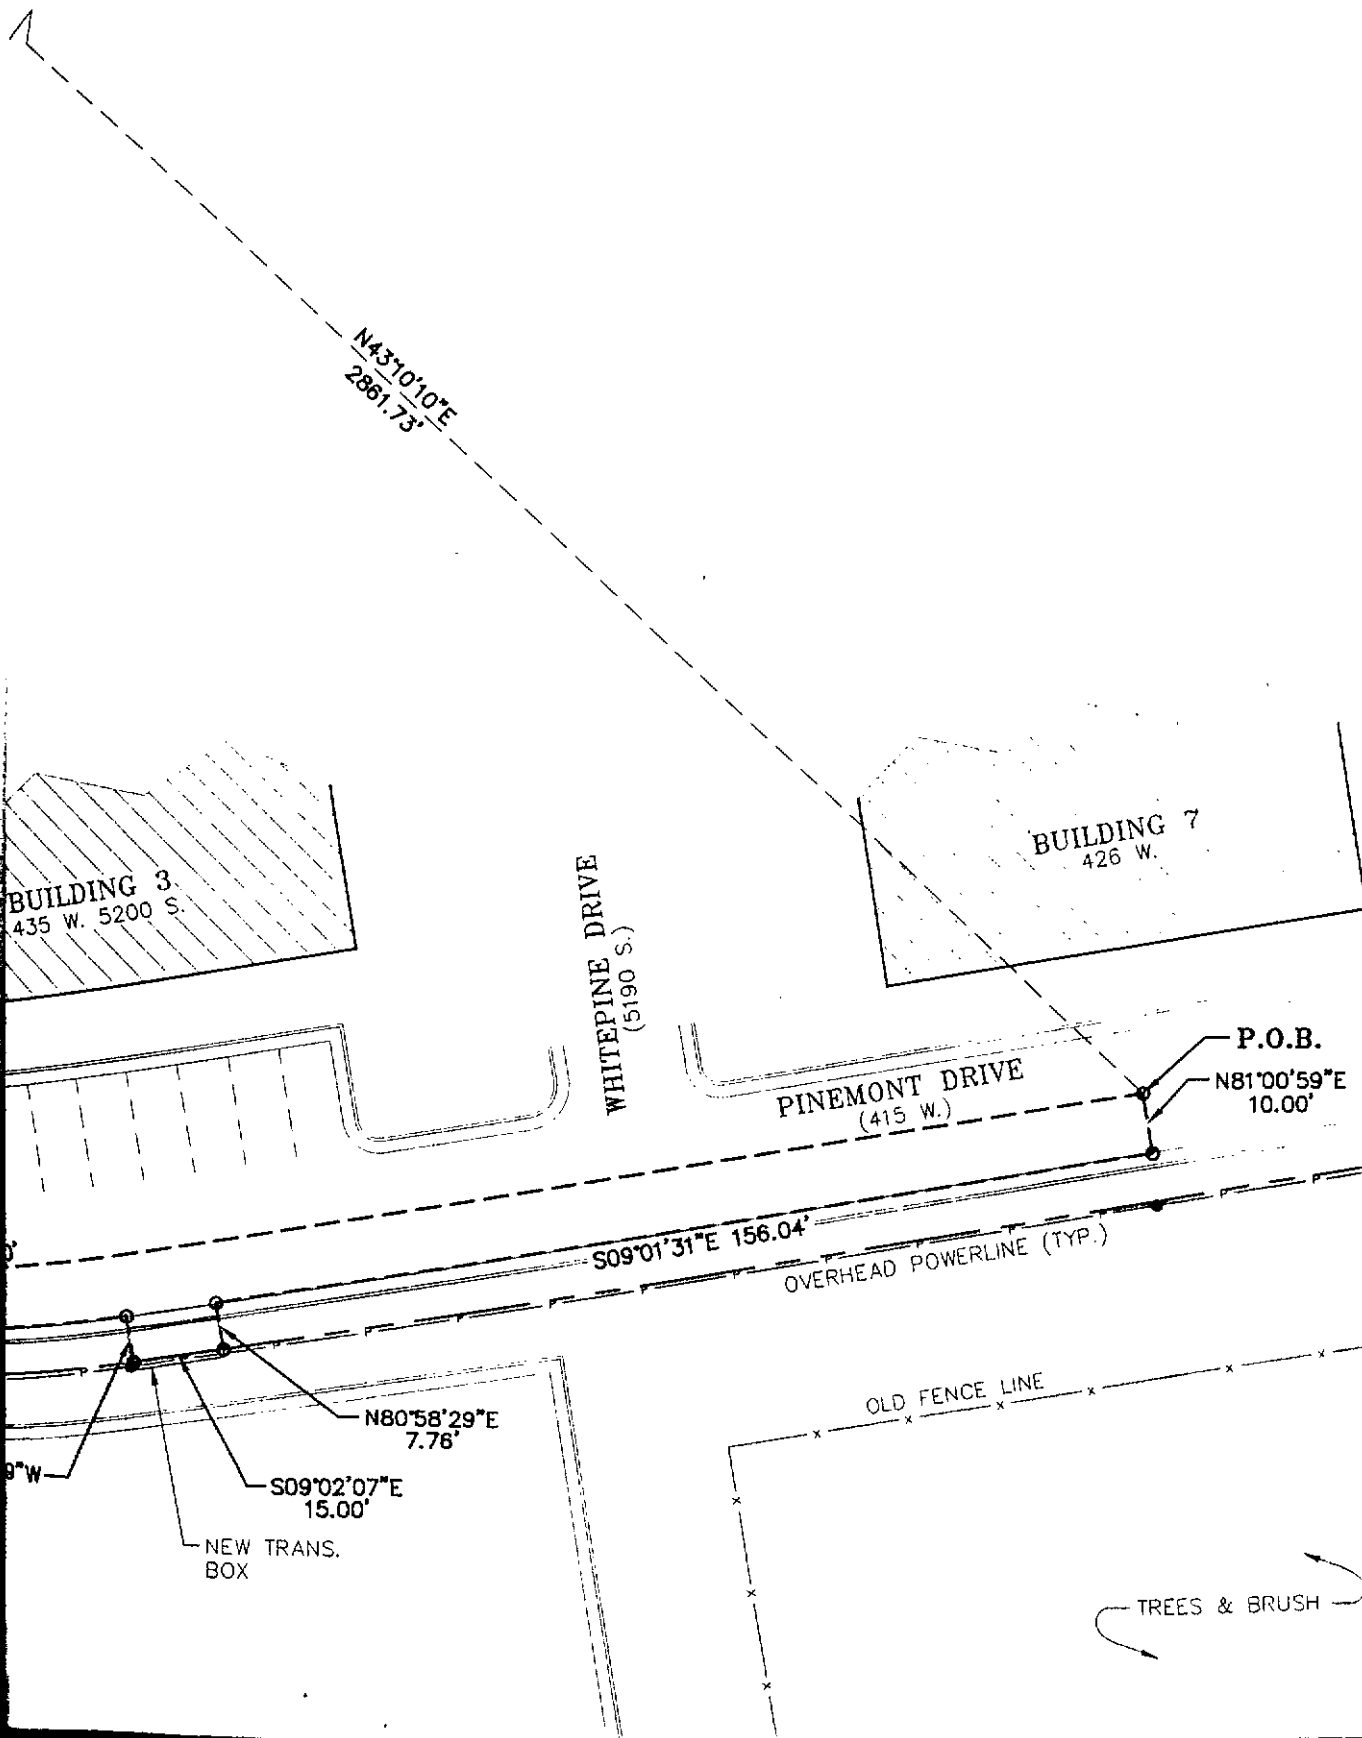 N43°10'10"E
2861.73'
BUILDING 7
426 W.
BUILDING 3
435 W. 5200 S.
WHITEPINE DRIVE
(5190 S.)
P.O.B.
N81°00'59"E
10.00'
PINEMONT DRIVE
(415 W.)
S09°01'31"E 156.04'
OVERHEAD POWERLINE (TYP.)
OLD FENCE LINE
N80°58'29"E
7.76'
9"W
S09°02'07"E
15.00'
NEW TRANS.
BOX
TREES & BRUSH